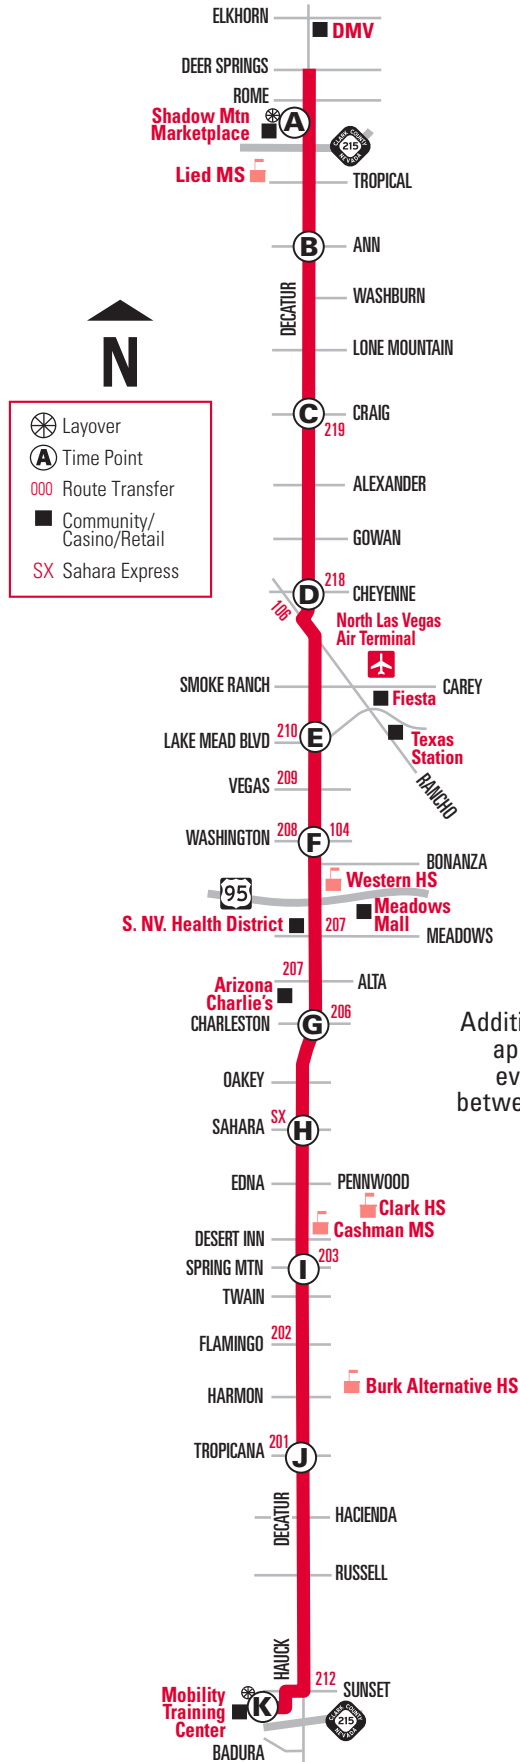 ELKHORN
DMV
DEER SPRINGS
ROME
Shadow Mtn
Marketplace
A
CLARK COUNTY
215
NEVADA
Lied MS
TROPICAL
B
ANN
DECATUR
WASHBURN
N
LONE MOUNTAIN
C
CRAIG
219
Layover
A Time Point
000 Route Transfer
Community/
Casino/Retail
SX Sahara Express
ALEXANDER
GOWAN
218
D
CHEYENNE
106
North Las Vegas
Air Terminal
SMOKE RANCH
CAREY
Fiesta
LAKE MEAD BLVD
210
E
Texas
Station
RANCHO
VEGAS
209
WASHINGTON
208
F
104
BONANZA
Western HS
95
Meadows
Mall
S. NV. Health District
207
MEADOWS
207
ALTA
Arizona
Charlie's
CHARLESTON
G
206
Additi
ap
ev
betwe
OAKEY
SX
SAHARA
H
EDNA
PENNWOOD
Clark HS
Cashman MS
DESERT INN
SPRING MTN
I
203
TWAIN
202
FLAMINGO
Burk Alternative HS
HARMON
201
TROPICANA
J
DECATUR
HACIENDA
RUSSELL
HAUCK
212
SUNSET
Mobility
Training
Center
K
CLARK COUNTY
215
NEVADA
BADURA